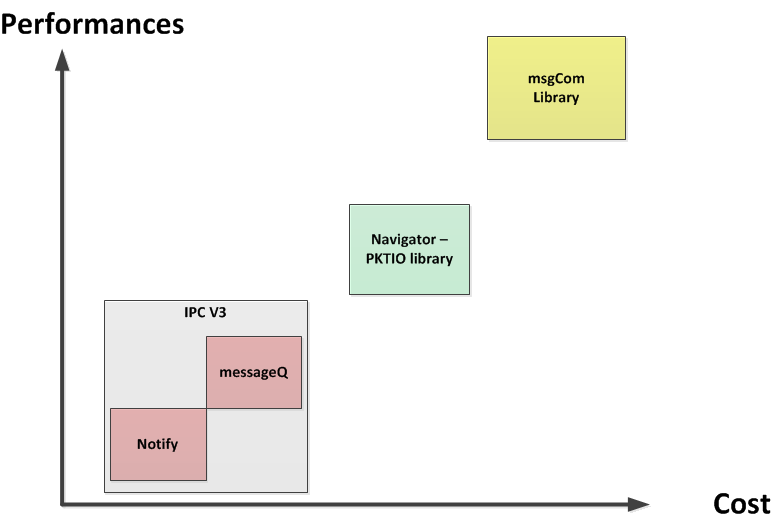 Performances
msgCom
Library
Navigator –
PKTIO library
IPC V3
messageQ
Notify
Cost